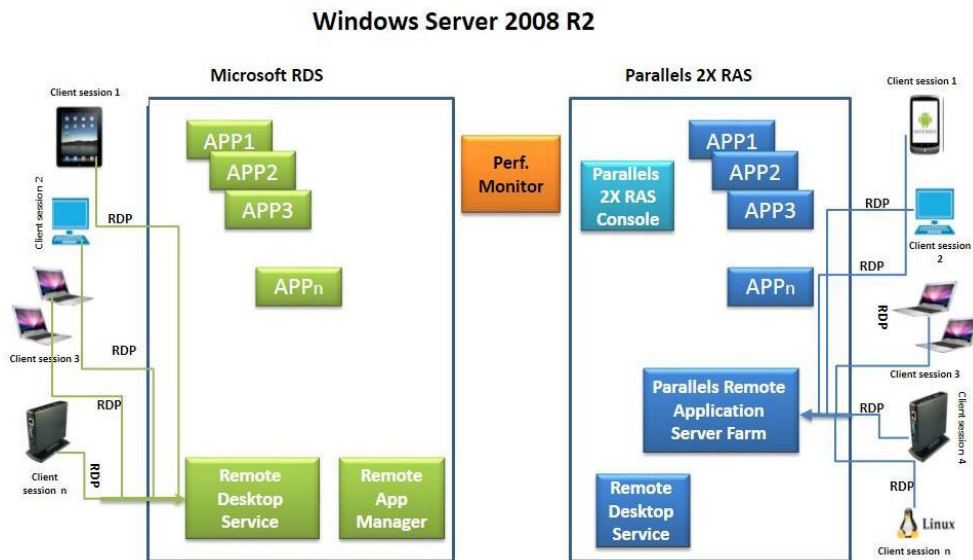 Windows Server 2008 R2
Microsoft RDS
Parallels 2X RAS
Client session 1
Client session 2
Client session 3
Client
session n
RDP
RDP
RDP
RDP
APP1
APP2
APP3
APPn
Remote
Desktop
Service
Remote
App
Manager
Perf.
Monitor
Parallels
2X RAS
Console
APP1
APP2
APP3
APPn
Parallels Remote
Application
Server Farm
Remote
Desktop
Service
Client session 1
ANDROID
RDP
Client session
2
RDP
RDP
Client session 3
RDP
Client session 4
RDP
Linux
Client session n